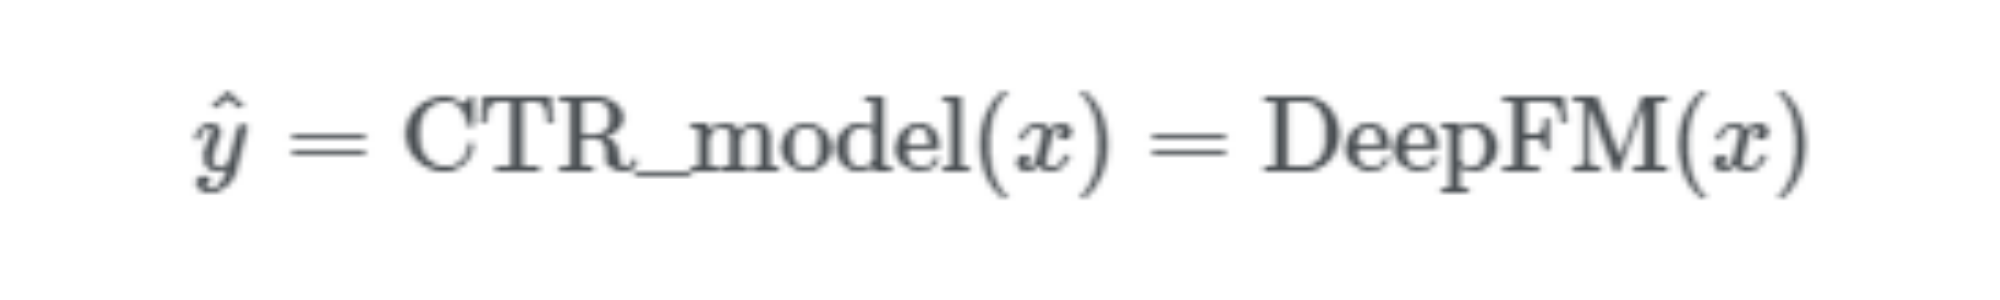 ŷ = CTR_model(x) = DeepFM(x)